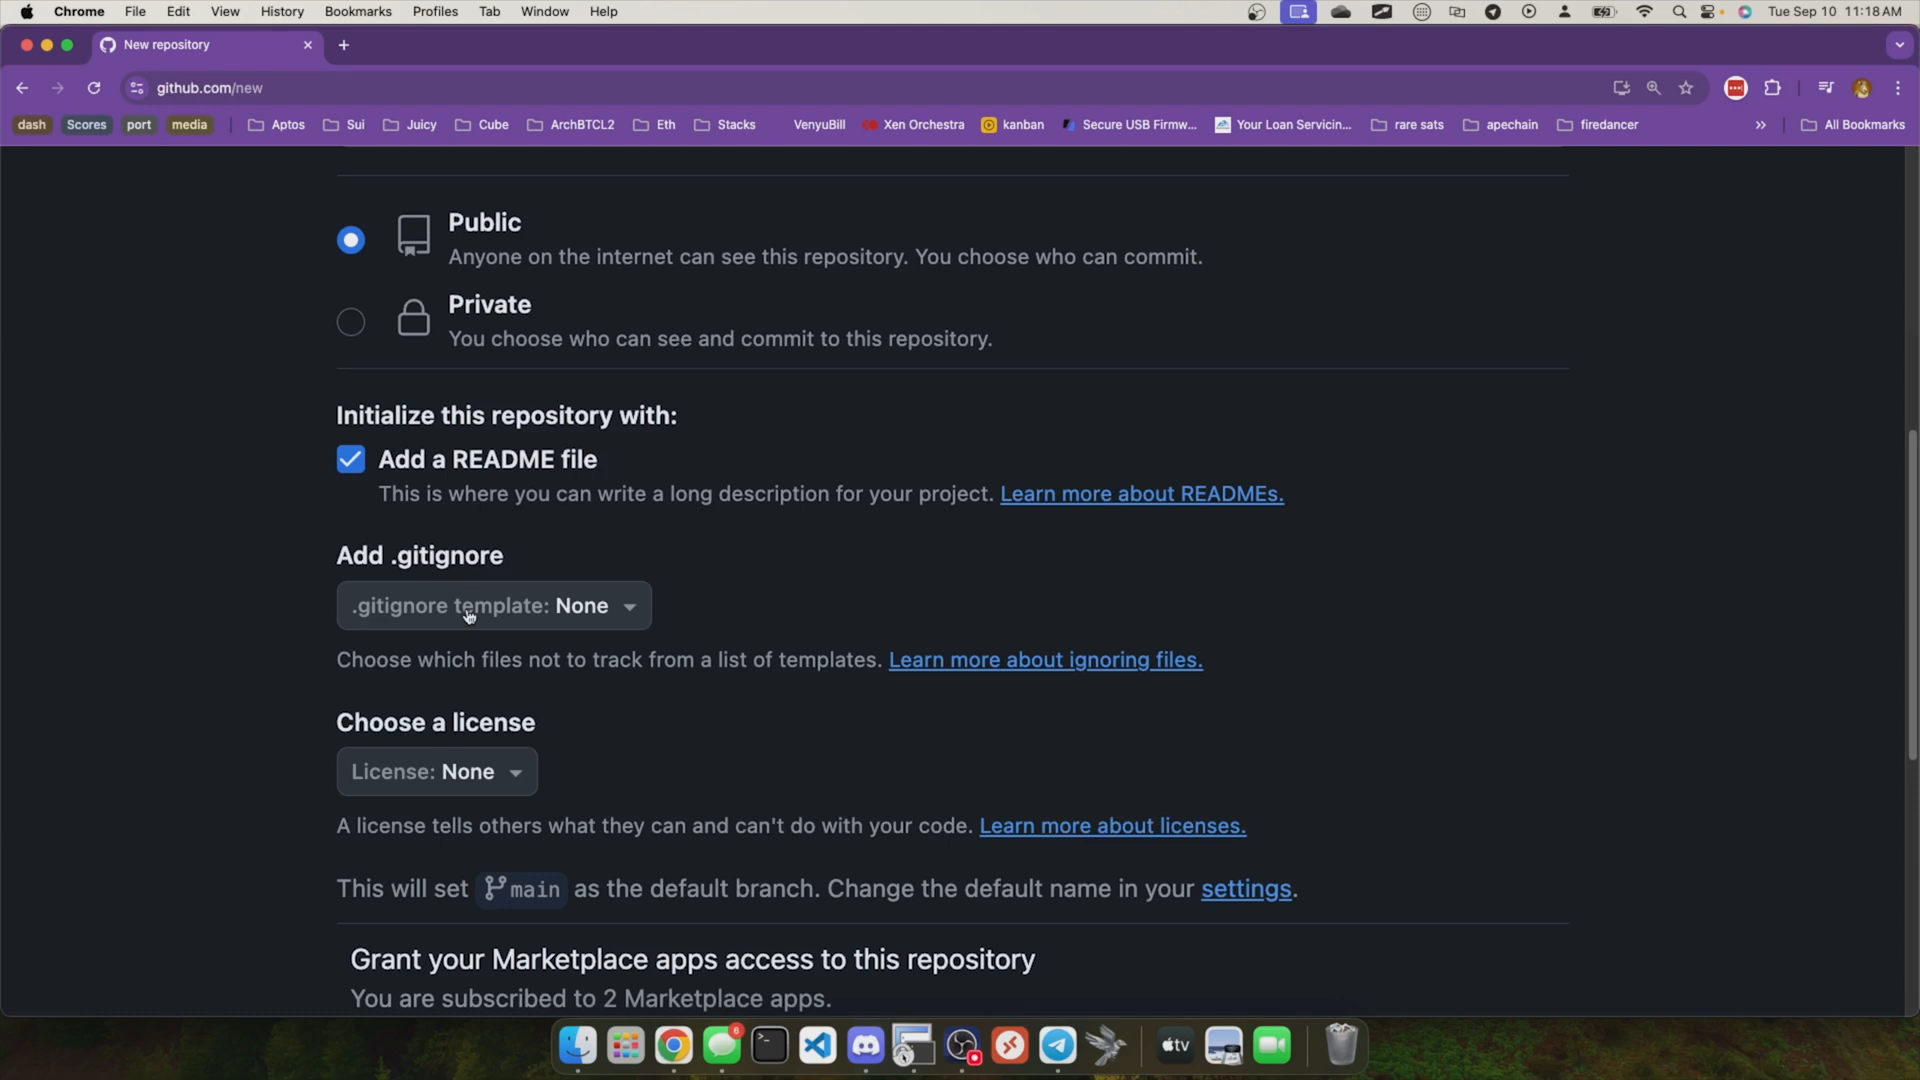 Chrome File Edit View History Bookmarks Profiles Tab Window Help Tue Sep 10 11:18 AM
New repository
github.com/new
dash Scores port media Aptos Sui Juicy Cube ArchBTCL2 Eth Stacks VenyuBill Xen Orchestra kanban Secure USB Firmw... Your Loan Servicin... rare sats apechain firedancer » All Bookmarks
Public
Anyone on the internet can see this repository. You choose who can commit.
Private
You choose who can see and commit to this repository.
Initialize this repository with:
Add a README file
This is where you can write a long description for your project. Learn more about READMEs.
Add .gitignore
.gitignore template: None
Choose which files not to track from a list of templates. Learn more about ignoring files.
Choose a license
License: None
A license tells others what they can and can't do with your code. Learn more about licenses.
This will set main as the default branch. Change the default name in your settings.
Grant your Marketplace apps access to this repository
You are subscribed to 2 Marketplace apps.
6
tv